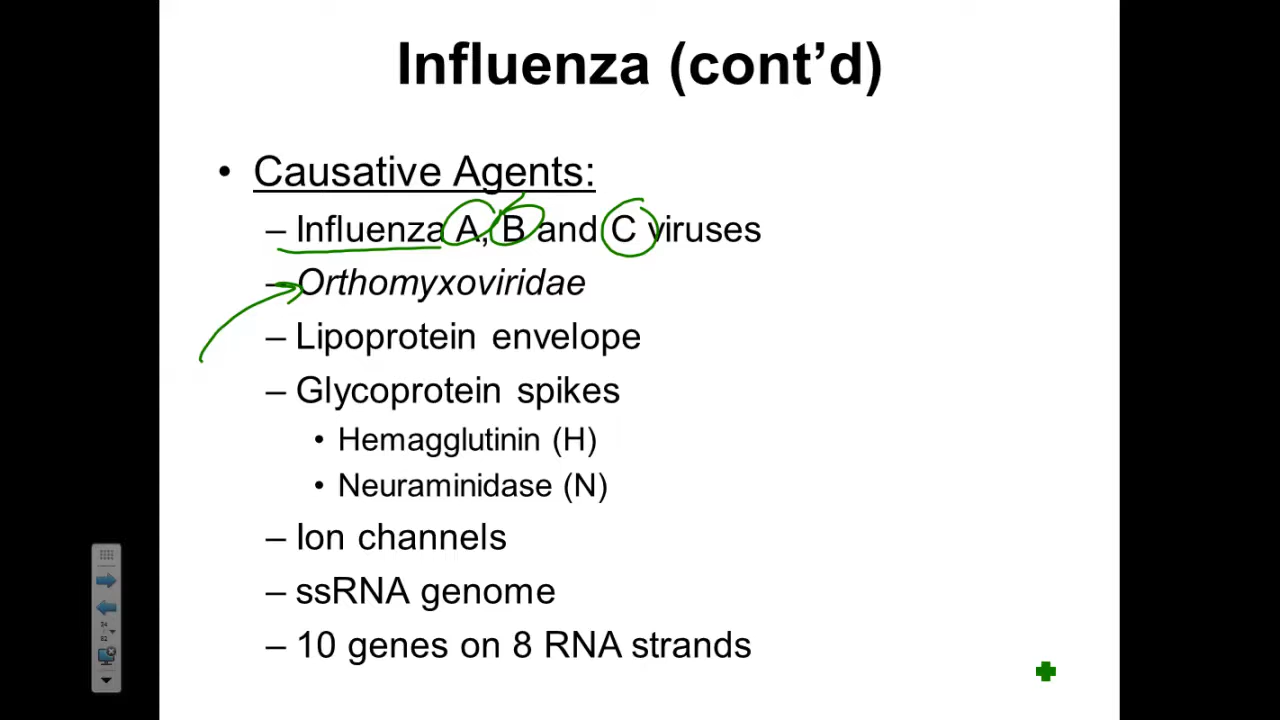 Influenza (cont’d)
• Causative Agents:
– Influenza A, B and C viruses
– Orthomyxoviridae
– Lipoprotein envelope
– Glycoprotein spikes
• Hemagglutinin (H)
• Neuraminidase (N)
– Ion channels
– ssRNA genome
– 10 genes on 8 RNA strands